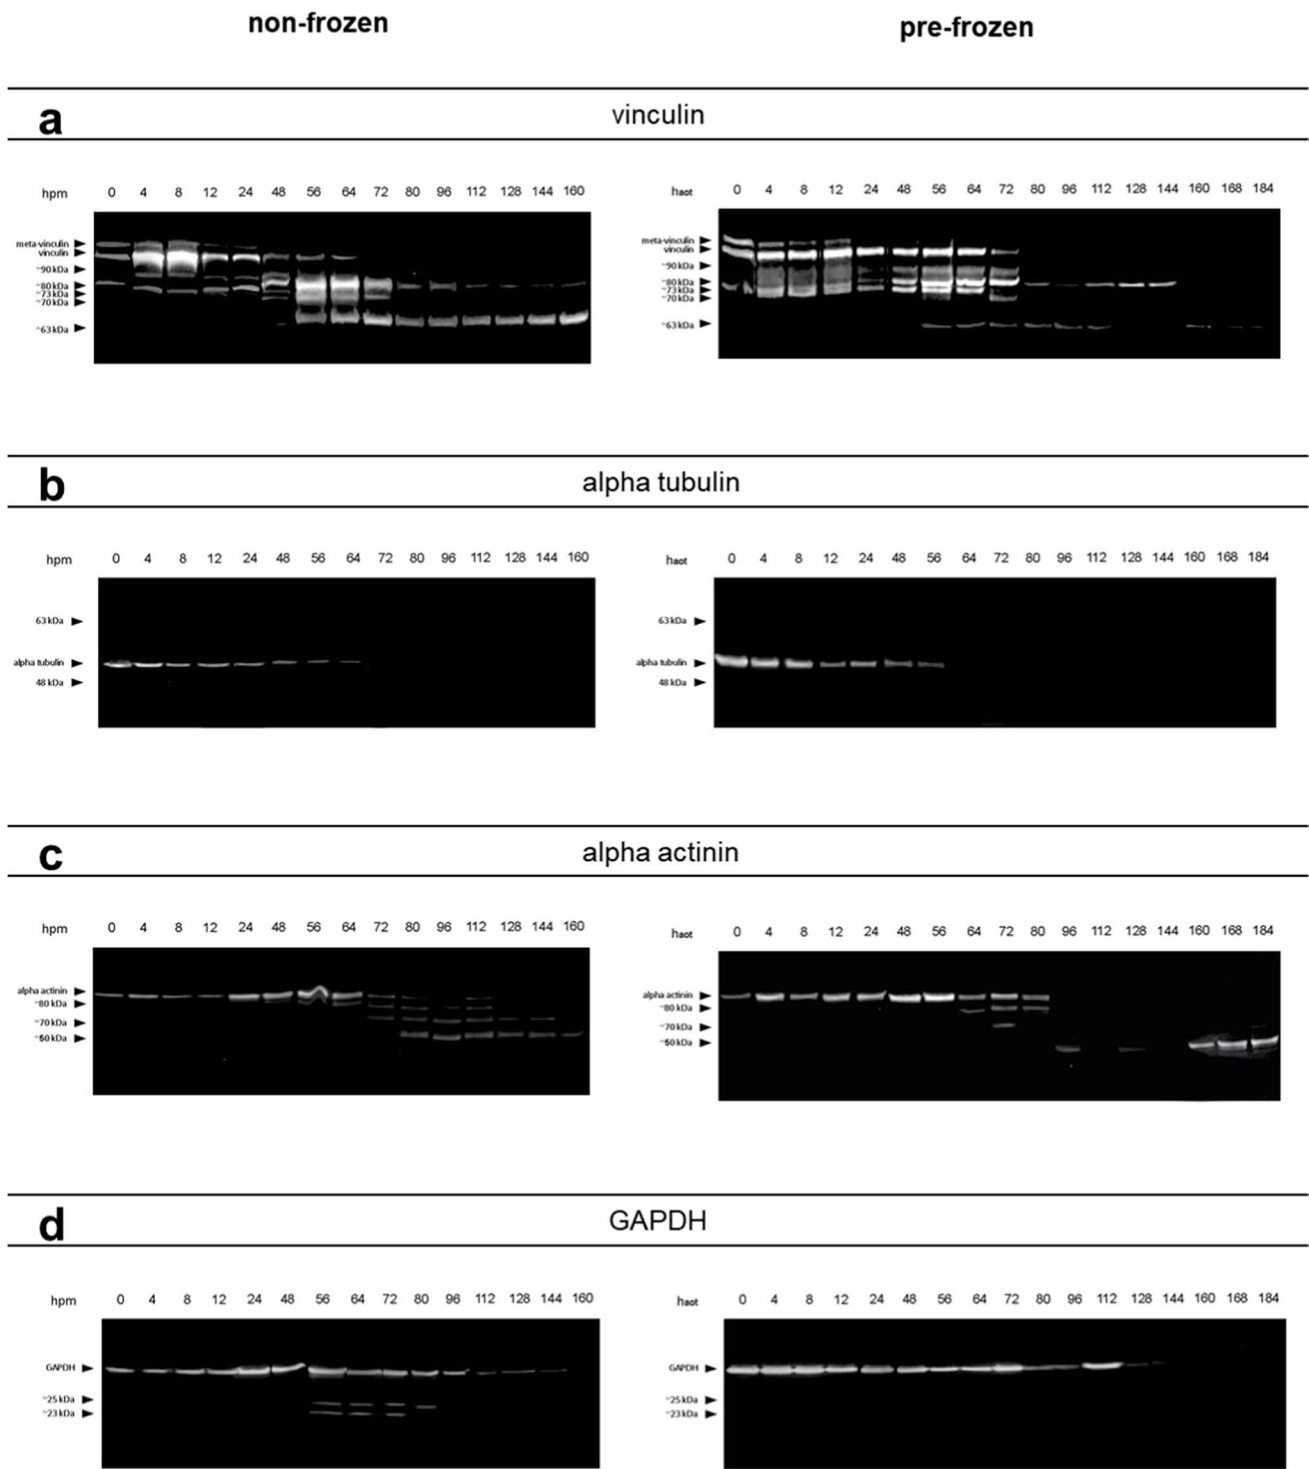 non-frozen
pre-frozen
a
vinculin
hpm 0 4 8 12 24 48 56 64 72 80 96 112 128 144 160
meta-vinculin
vinculin
~90kDa
~80kDa
~73kDa
~70kDa
~63kDa
haot 0 4 8 12 24 48 56 64 72 80 96 112 128 144 160 168 184
meta-vinculin
vinculin
~90kDa
~80kDa
~73kDa
~70kDa
~63kDa
b
alpha tubulin
hpm 0 4 8 12 24 48 56 64 72 80 96 112 128 144 160
63kDa
alpha tubulin
48kDa
haot 0 4 8 12 24 48 56 64 72 80 96 112 128 144 160 168 184
63kDa
alpha tubulin
48kDa
c
alpha actinin
hpm 0 4 8 12 24 48 56 64 72 80 96 112 128 144 160
alpha actinin
~80kDa
~70kDa
~60kDa
haot 0 4 8 12 24 48 56 64 72 80 96 112 128 144 160 168 184
alpha actinin
~80kDa
~70kDa
~60kDa
d
GAPDH
hpm 0 4 8 12 24 48 56 64 72 80 96 112 128 144 160
GAPDH
~25kDa
~23kDa
haot 0 4 8 12 24 48 56 64 72 80 96 112 128 144 160 168 184
GAPDH
~25kDa
~23kDa